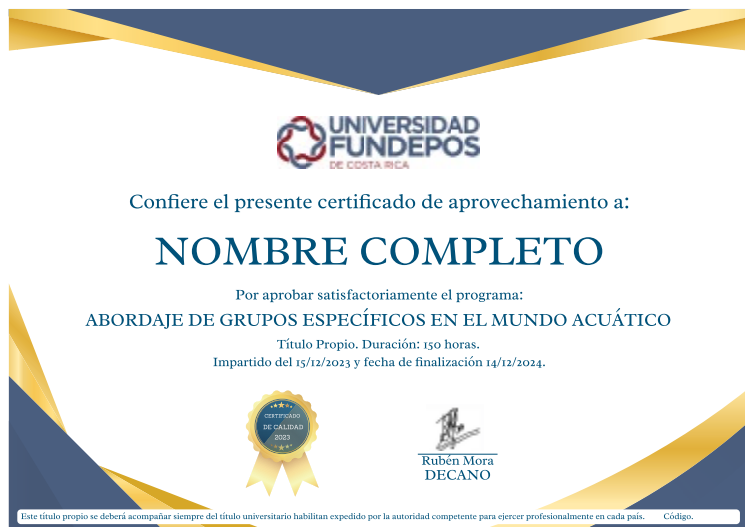 UNIVERSIDAD
FUNDEPOS
DE COSTA RICA
Confiere el presente certificado de aprovechamiento a:
NOMBRE COMPLETO
Por aprobar satisfactoriamente el programa:
ABORDAJE DE GRUPOS ESPECÍFICOS EN EL MUNDO ACUÁTICO
Título Propio. Duración: 150 horas.
Impartido del 15/12/2023 y fecha de finalización 14/12/2024.
CERTIFICADO
DE CALIDAD
2023
Rubén Mora
DECANO
Este título propio se deberá acompañar siempre del título universitario habilitan expedido por la autoridad competente para ejercer profesionalmente en cada país. Código.